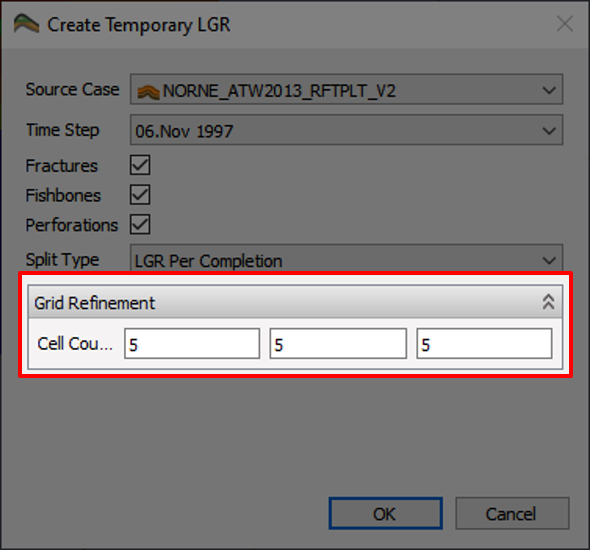 Create Temporary LGR
Source Case NORNE_ATW2013_RFTPLT_V2
Time Step 06.Nov 1997
Fractures
Fishbones
Perforations
Split Type LGR Per Completion
Grid Refinement
Cell Cou... 5 5 5
OK Cancel